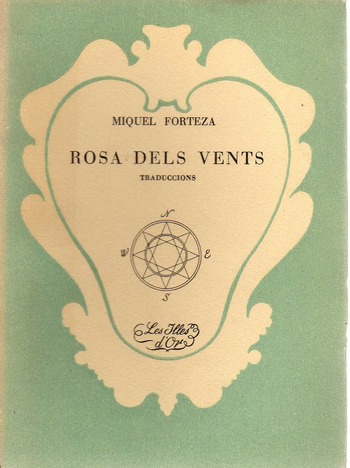 MIQUEL FORTEZA
ROSA DELS VENTS
TRADUCCIONS
N
W E
S
Les Illes
d'Or